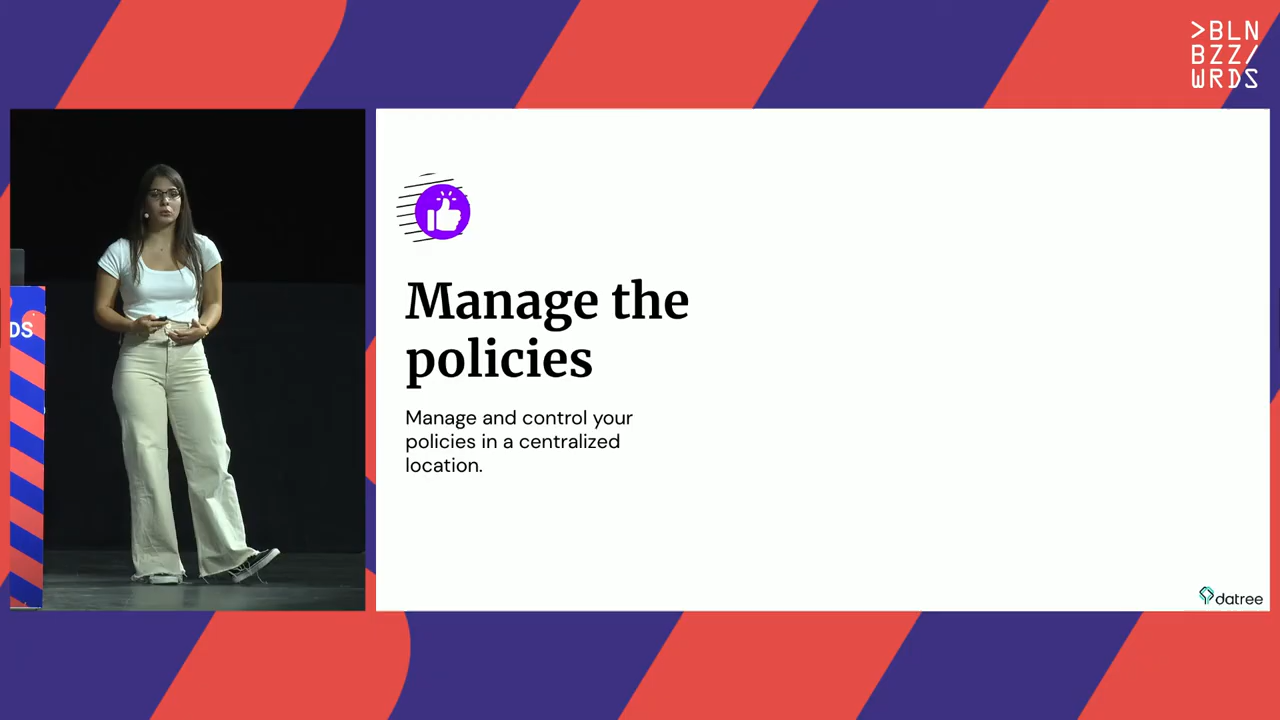 >BLN
BZZ/
WRDS
DS
Manage the
policies
Manage and control your
policies in a centralized
location.
datree